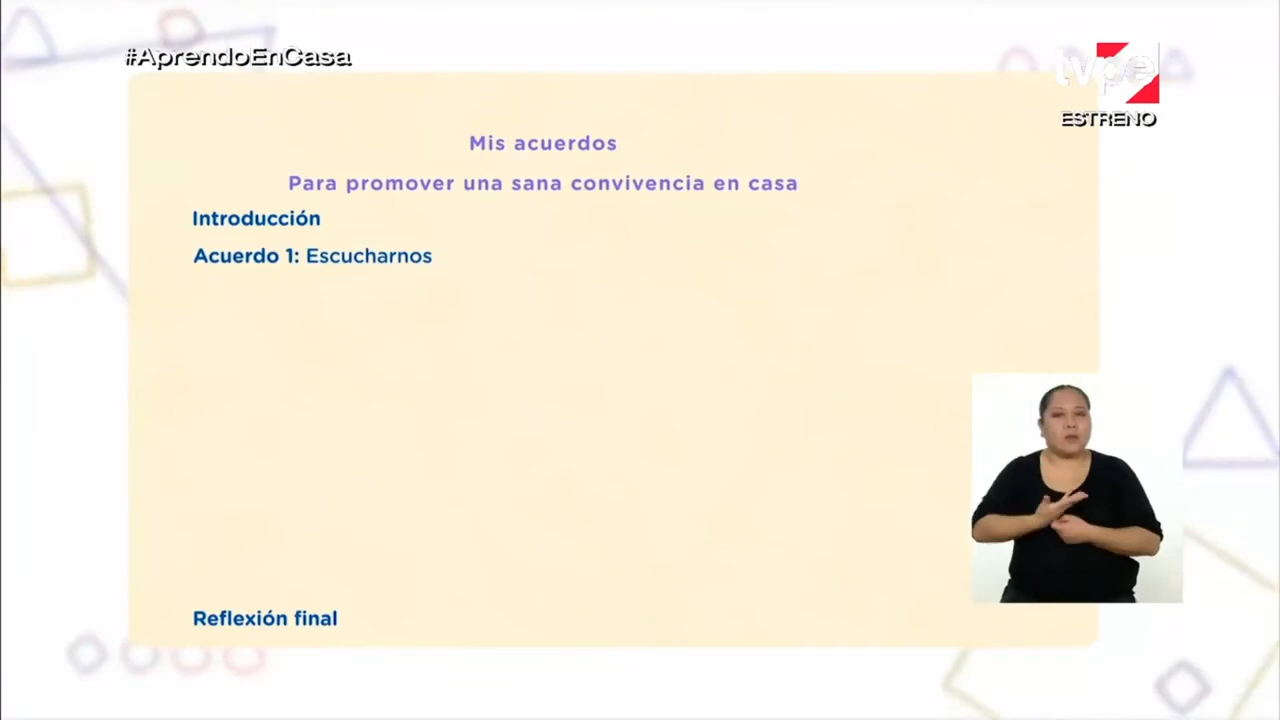 #AprendoEnCasa
tvpe
ESTRENO
Mis acuerdos
Para promover una sana convivencia en casa
Introducción
Acuerdo 1: Escucharnos
Reflexión final